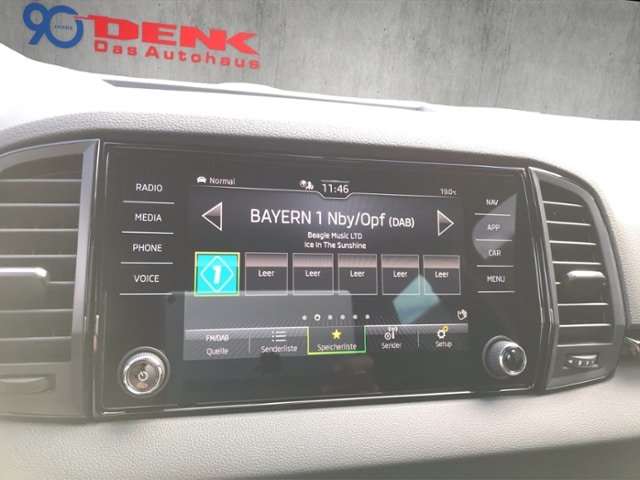 90 JAHRE
DENK
Das Autohaus
RADIO
MEDIA
PHONE
VOICE
Normal
11:46
19.0°C
BAYERN 1 Nby/Opf (DAB)
Beagle Music LTD
Ice In The Sunshine
1
Leer
Leer
Leer
Leer
Leer
FM/DAB
Quelle
Senderliste
Speicherliste
Sender
Setup
NAV
APP
CAR
MENU